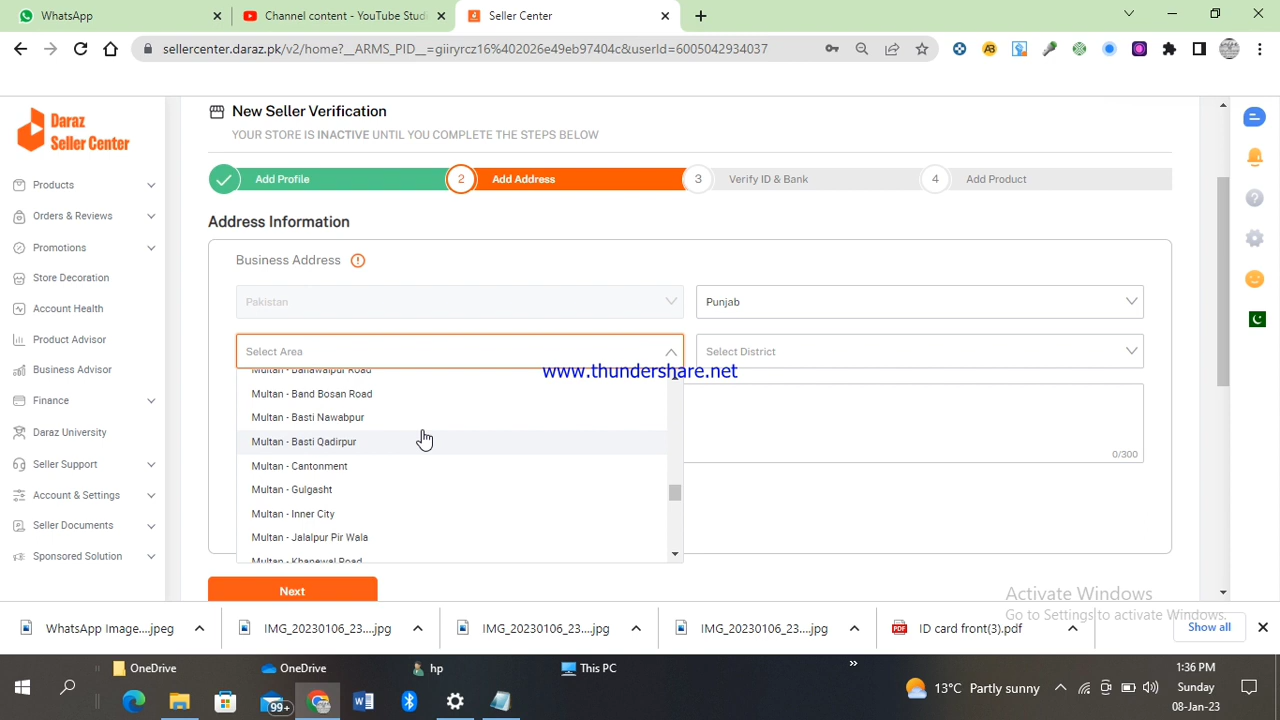 WhatsApp
Channel content - YouTube Studi
Seller Center
sellercenter.daraz.pk/v2/home?__ARMS_PID__=giiryrcz16%402026e49eb97404c&userId=6005042934037
Daraz
Seller Center
Products
Orders & Reviews
Promotions
Store Decoration
Account Health
Product Advisor
Business Advisor
Finance
Daraz University
Seller Support
Account & Settings
Seller Documents
Sponsored Solution
New Seller Verification
YOUR STORE IS INACTIVE UNTIL YOU COMPLETE THE STEPS BELOW
Add Profile
2 Add Address
3 Verify ID & Bank
4 Add Product
Address Information
Business Address
Pakistan
Punjab
Select Area
Select District
www.thundershare.net
Multan - Bahawalpur Road
Multan - Band Bosan Road
Multan - Basti Nawabpur
Multan - Basti Qadirpur
Multan - Cantonment
Multan - Gulgasht
Multan - Inner City
Multan - Jalalpur Pir Wala
Multan - Khanewal Road
0/300
Next
Activate Windows
Go to Settings to activate Windows.
WhatsApp Image....jpeg
IMG_20230106_23....jpg
IMG_20230106_23....jpg
IMG_20230106_23....jpg
ID card front(3).pdf
Show all
OneDrive
OneDrive
hp
This PC
99+
13°C Partly sunny
1:36 PM
Sunday
08-Jan-23